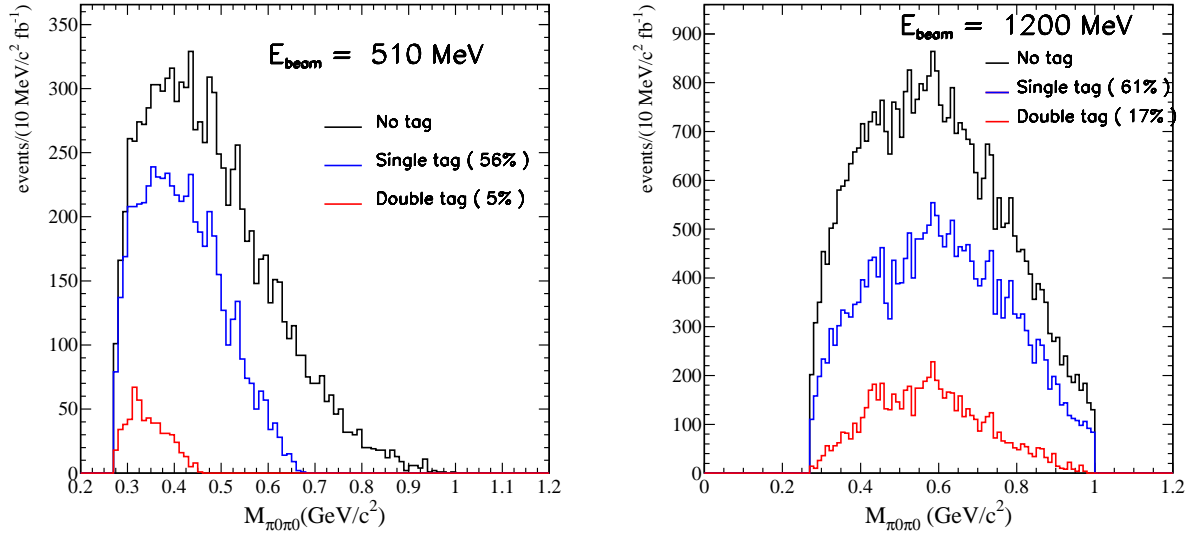 E_beam = 510 MeV
No tag
Single tag ( 56% )
Double tag ( 5% )
events/(10 MeV/c² fb⁻¹)
350
300
250
200
150
100
50
0
0.2 0.3 0.4 0.5 0.6 0.7 0.8 0.9 1 1.1 1.2
M_π0π0(GeV/c²)
E_beam = 1200 MeV
No tag
Single tag ( 61% )
Double tag ( 17% )
events/(10 MeV/c² fb⁻¹)
900
800
700
600
500
400
300
200
100
0
0 0.2 0.4 0.6 0.8 1 1.2
M_π0π0 (GeV/c²)